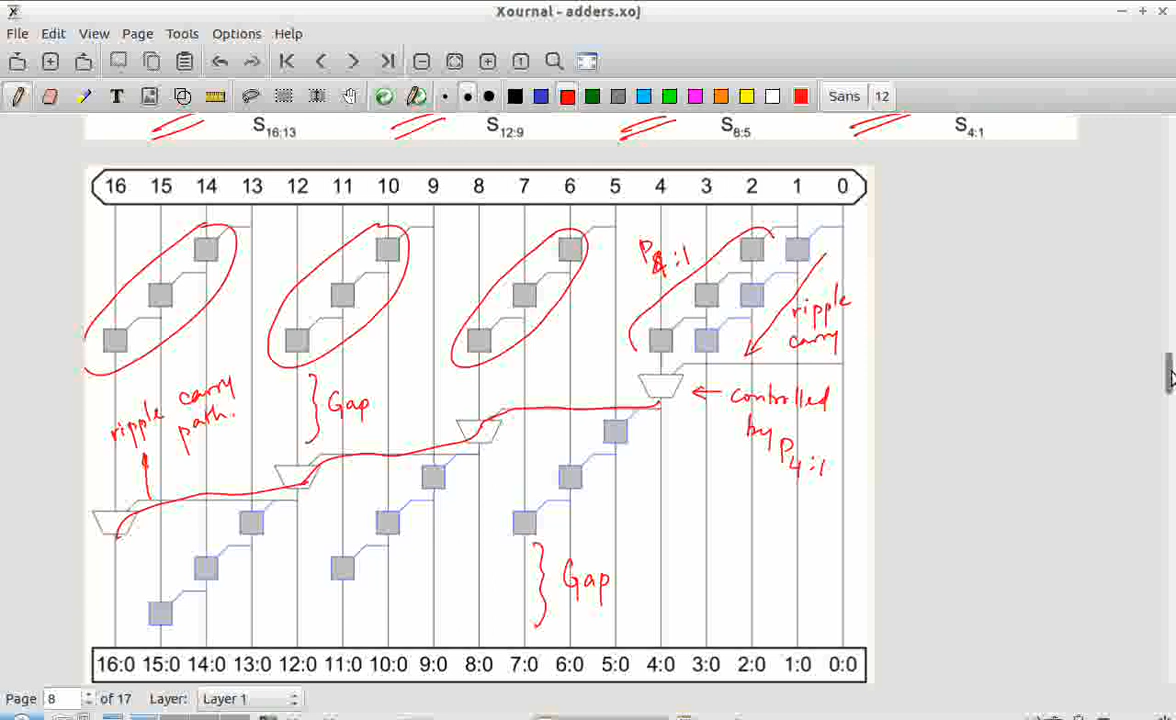 Xournal - adders.xoj
File Edit View Page Tools Options Help
Sans 12
S16:13 S12:9 S8:5 S4:1
16 15 14 13 12 11 10 9 8 7 6 5 4 3 2 1 0
P4:1
ripple
carry
ripple carry
path.
Gap
controlled
by P4:1
Gap
16:0 15:0 14:0 13:0 12:0 11:0 10:0 9:0 8:0 7:0 6:0 5:0 4:0 3:0 2:0 1:0 0:0
Page 8 of 17 Layer: Layer 1